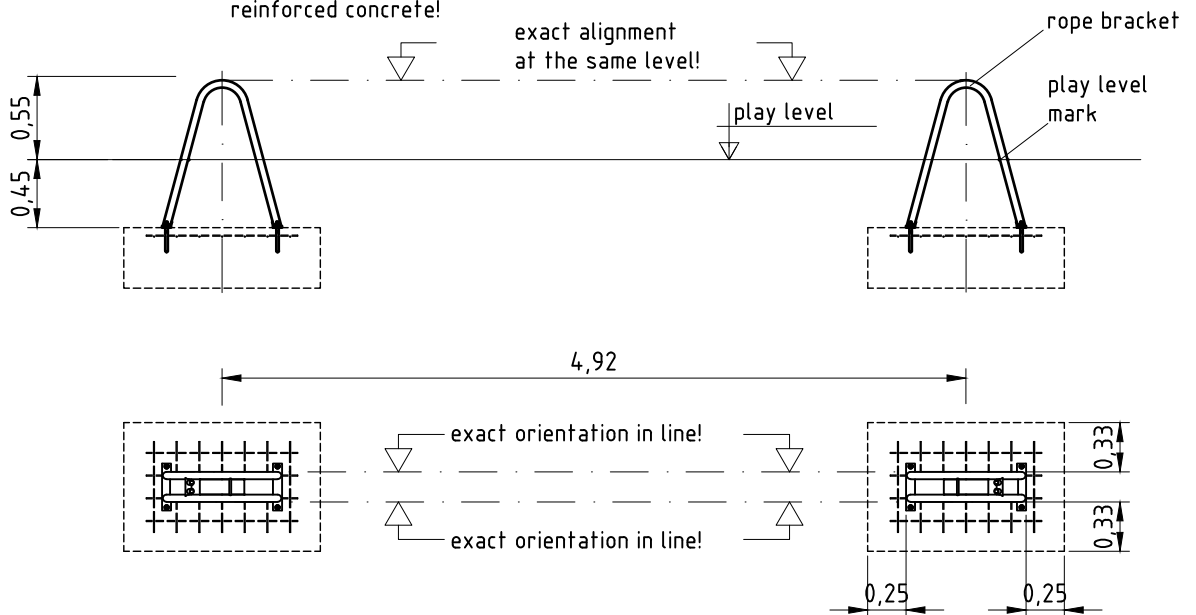 reinforced concrete!
exact alignment
at the same level!
rope bracket
play level
mark
play level
0,55
0,45
4,92
exact orientation in line!
exact orientation in line!
0,33
0,33
0,25
0,25